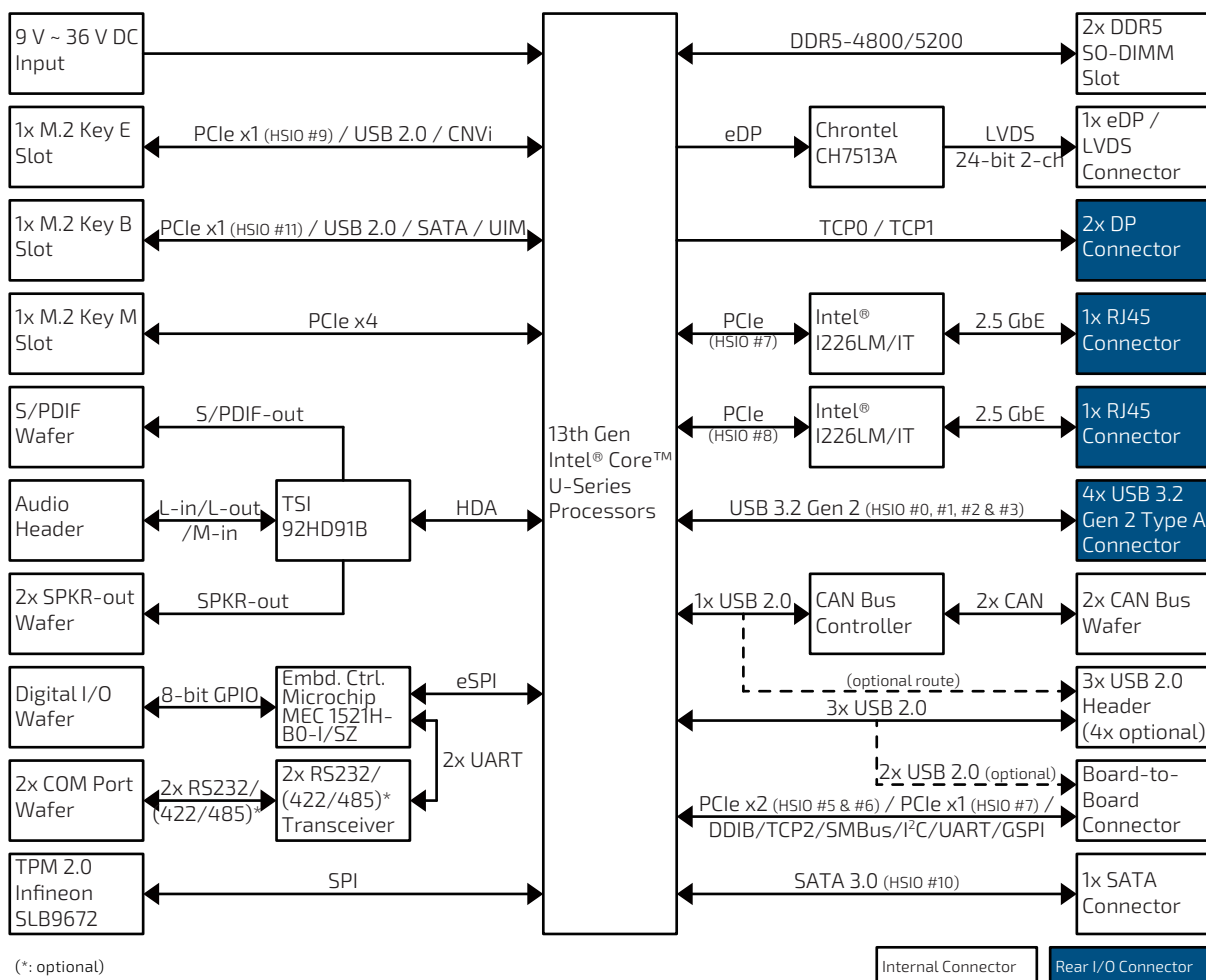 9 V ~ 36 V DC
Input
1x M.2 Key E
Slot
PCIe x1 (HSIO #9) / USB 2.0 / CNVi
1x M.2 Key B
Slot
PCIe x1 (HSIO #11) / USB 2.0 / SATA / UIM
1x M.2 Key M
Slot
PCIe x4
S/PDIF
Wafer
S/PDIF-out
Audio
Header
L-in/L-out
/M-in
TSI
92HD91B
HDA
2x SPKR-out
Wafer
SPKR-out
Digital I/O
Wafer
8-bit GPIO
Embd. Ctrl.
Microchip
MEC 1521H-
B0-I/SZ
eSPI
2x UART
2x COM Port
Wafer
2x RS232/
(422/485)*
2x RS232/
(422/485)*
Transceiver
TPM 2.0
Infineon
SLB9672
SPI
13th Gen
Intel® Core™
U-Series
Processors
DDR5-4800/5200
2x DDR5
SO-DIMM
Slot
eDP
Chrontel
CH7513A
LVDS
24-bit 2-ch
1x eDP /
LVDS
Connector
TCP0 / TCP1
2x DP
Connector
PCIe
(HSIO #7)
Intel®
I226LM/IT
2.5 GbE
1x RJ45
Connector
PCIe
(HSIO #8)
Intel®
I226LM/IT
2.5 GbE
1x RJ45
Connector
USB 3.2 Gen 2 (HSIO #0, #1, #2 & #3)
4x USB 3.2
Gen 2 Type A
Connector
1x USB 2.0
CAN Bus
Controller
2x CAN
2x CAN Bus
Wafer
(optional route)
3x USB 2.0
3x USB 2.0
Header
(4x optional)
2x USB 2.0 (optional)
PCIe x2 (HSIO #5 & #6) / PCIe x1 (HSIO #7) /
DDIB/TCP2/SMBus/I²C/UART/GSPI
Board-to-
Board
Connector
SATA 3.0 (HSIO #10)
1x SATA
Connector
(*: optional)
Internal Connector
Rear I/O Connector